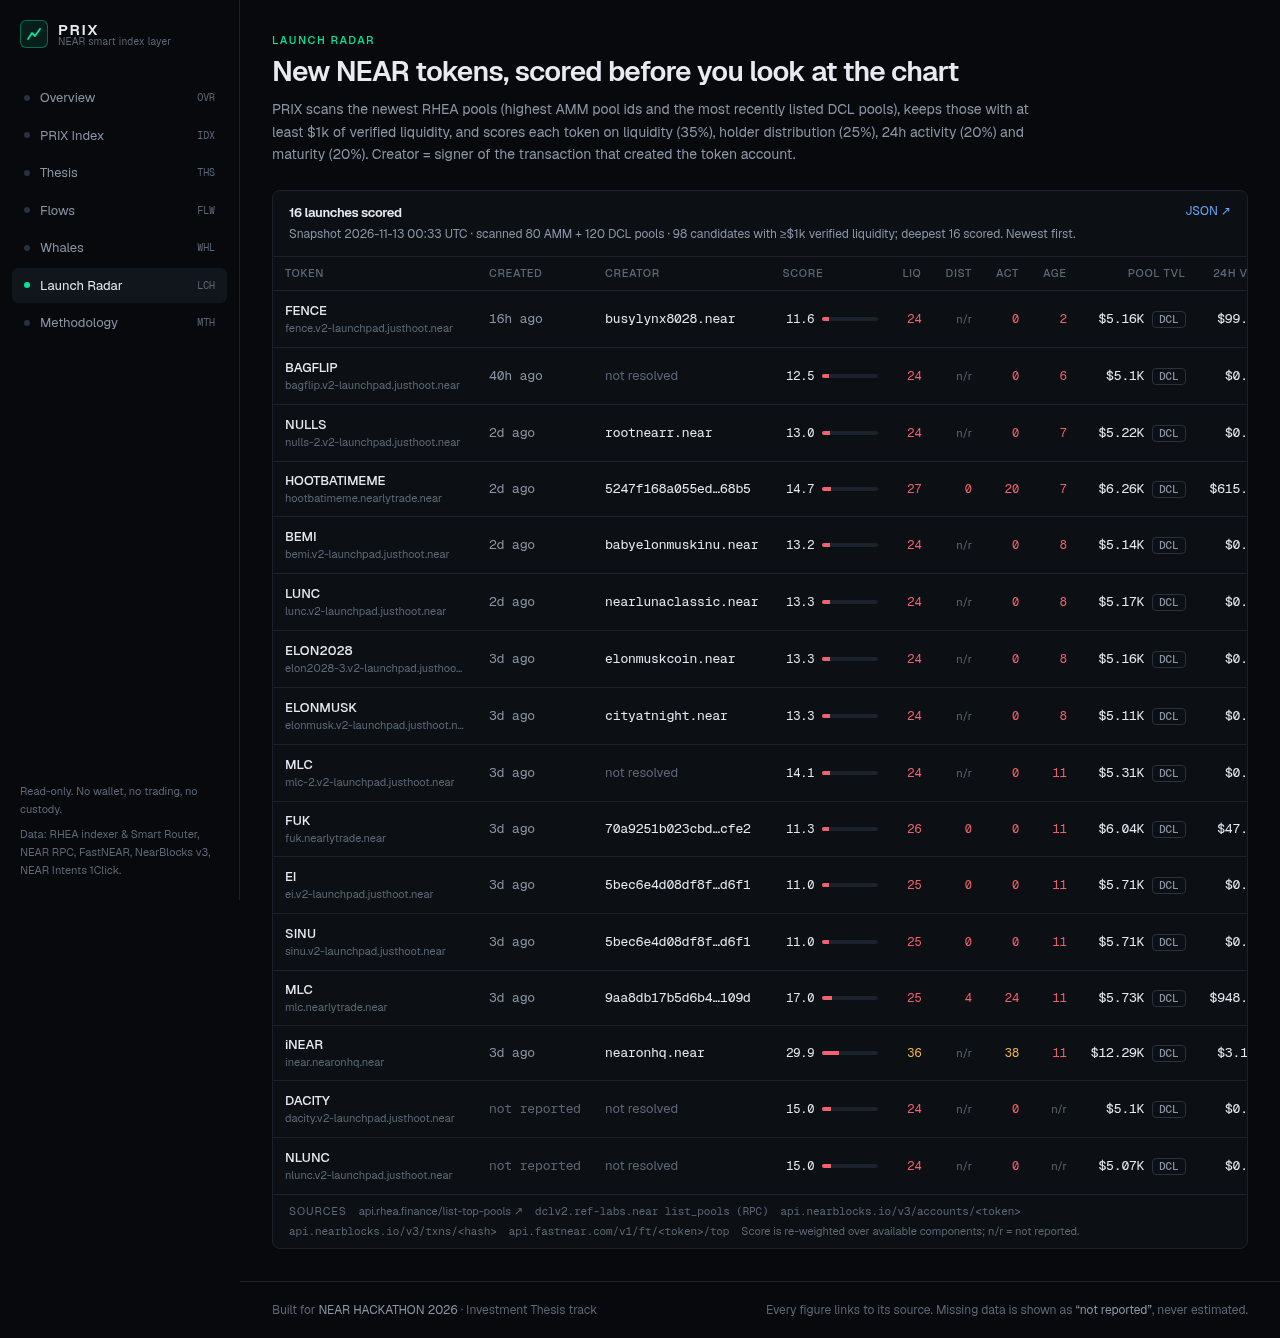 PRIX
NEAR smart index layer
Overview OVR
PRIX Index IDX
Thesis THS
Flows FLW
Whales WHL
Launch Radar LCH
Methodology MTH
Read-only. No wallet, no trading, no
custody.
Data: RHEA indexer & Smart Router,
NEAR RPC, FastNEAR, NearBlocks v3,
NEAR Intents 1Click.
LAUNCH RADAR
New NEAR tokens, scored before you look at the chart
PRIX scans the newest RHEA pools (highest AMM pool ids and the most recently listed DCL pools), keeps those with at
least $1k of verified liquidity, and scores each token on liquidity (35%), holder distribution (25%), 24h activity (20%) and
maturity (20%). Creator = signer of the transaction that created the token account.
16 launches scored JSON ↗
Snapshot 2026-11-13 00:33 UTC · scanned 80 AMM + 120 DCL pools · 98 candidates with ≥$1k verified liquidity; deepest 16 scored. Newest first.
TOKEN CREATED CREATOR SCORE LIQ DIST ACT AGE POOL TVL 24H V
FENCE 16h ago busylynx8028.near 11.6 24 n/r 0 2 $5.16K DCL $99.
fence.v2-launchpad.justhoot.near
BAGFLIP 40h ago not resolved 12.5 24 n/r 0 6 $5.1K DCL $0.
bagflip.v2-launchpad.justhoot.near
NULLS 2d ago rootnearr.near 13.0 24 n/r 0 7 $5.22K DCL $0.
nulls-2.v2-launchpad.justhoot.near
HOOTBATIMEME 2d ago 5247f168a055ed…68b5 14.7 27 0 20 7 $6.26K DCL $615.
hootbatimeme.nearlytrade.near
BEMI 2d ago babyelonmuskinu.near 13.2 24 n/r 0 8 $5.14K DCL $0.
bemi.v2-launchpad.justhoot.near
LUNC 2d ago nearlunaclassic.near 13.3 24 n/r 0 8 $5.17K DCL $0.
lunc.v2-launchpad.justhoot.near
ELON2028 3d ago elonmuskcoin.near 13.3 24 n/r 0 8 $5.16K DCL $0.
elon2028-3.v2-launchpad.justhoo…
ELONMUSK 3d ago cityatnight.near 13.3 24 n/r 0 8 $5.11K DCL $0.
elonmusk.v2-launchpad.justhoot.n…
MLC 3d ago not resolved 14.1 24 n/r 0 11 $5.31K DCL $0.
mlc-2.v2-launchpad.justhoot.near
FUK 3d ago 70a9251b023cbd…cfe2 11.3 26 0 0 11 $6.04K DCL $47.
fuk.nearlytrade.near
EI 3d ago 5bec6e4d08df8f…d6f1 11.0 25 0 0 11 $5.71K DCL $0.
ei.v2-launchpad.justhoot.near
SINU 3d ago 5bec6e4d08df8f…d6f1 11.0 25 0 0 11 $5.71K DCL $0.
sinu.v2-launchpad.justhoot.near
MLC 3d ago 9aa8db17b5d6b4…109d 17.0 25 4 24 11 $5.73K DCL $948.
mlc.nearlytrade.near
iNEAR 3d ago nearonhq.near 29.9 36 n/r 38 11 $12.29K DCL $3.1
inear.nearonhq.near
DACITY not reported not resolved 15.0 24 n/r 0 n/r $5.1K DCL $0.
dacity.v2-launchpad.justhoot.near
NLUNC not reported not resolved 15.0 24 n/r 0 n/r $5.07K DCL $0.
nlunc.v2-launchpad.justhoot.near
SOURCES api.rhea.finance/list-top-pools ↗ dclv2.ref-labs.near list_pools (RPC) api.nearblocks.io/v3/accounts/<token>
api.nearblocks.io/v3/txns/<hash> api.fastnear.com/v1/ft/<token>/top Score is re-weighted over available components; n/r = not reported.
Built for NEAR HACKATHON 2026 · Investment Thesis track Every figure links to its source. Missing data is shown as “not reported”, never estimated.